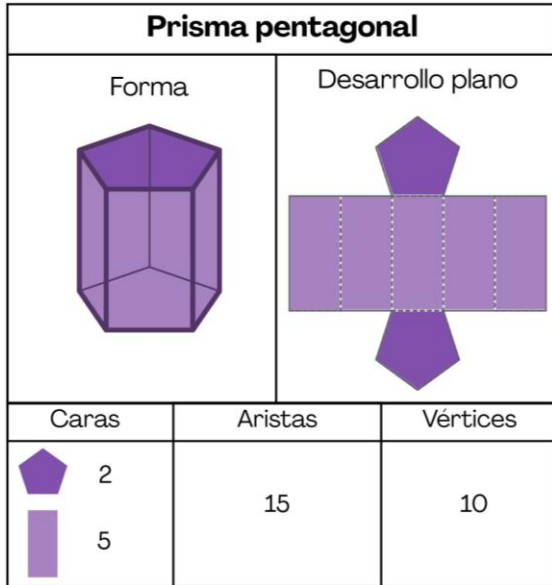 Prisma pentagonal
Forma
Desarrollo plano
Caras
Aristas
Vértices
2
5
15
10